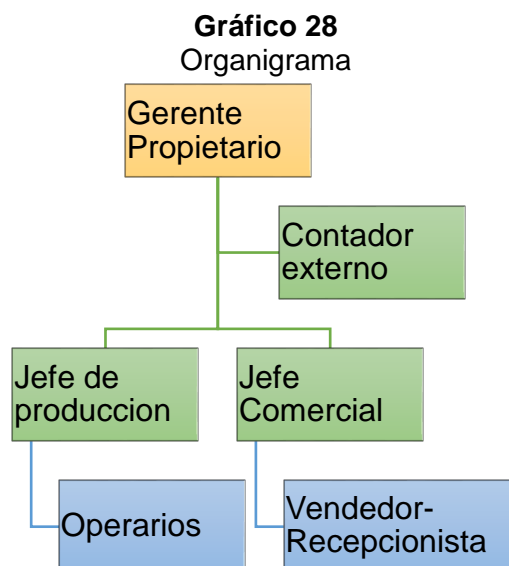 Gráfico 28
Organigrama
Gerente
Propietario
Contador
externo
Jefe de
produccion
Jefe
Comercial
Operarios
Vendedor-
Recepcionista